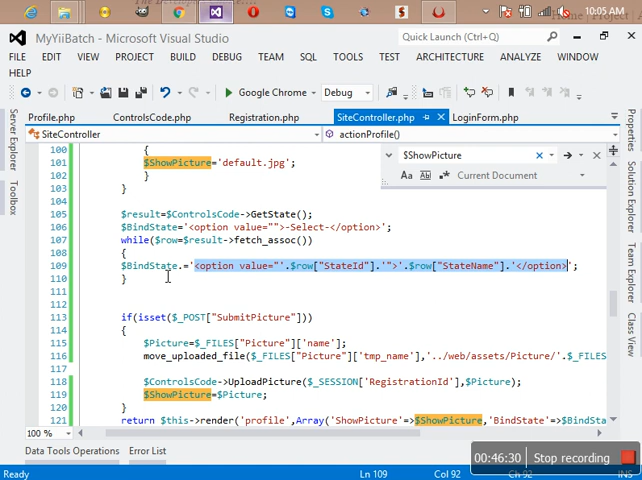 10:05 AM
MyYiiBatch - Microsoft Visual Studio
Quick Launch (Ctrl+Q)
FILE EDIT VIEW PROJECT BUILD DEBUG TEAM SQL TOOLS TEST ARCHITECTURE ANALYZE WINDOW
HELP
Google Chrome Debug
Profile.php ControlsCode.php Registration.php SiteController.php LoginForm.php
SiteController actionProfile()
$ShowPicture
Aa Ab Current Document
Server Explorer
Toolbox
Properties
Solution Explorer
Team Explorer
Class View
100 {
101 $ShowPicture='default.jpg';
102 }
103 }
104
105 $result=$ControlsCode->GetState();
106 $BindState='<option value="">-Select-</option>';
107 while($row=$result->fetch_assoc())
108 {
109 $BindState.='<option value="'.$row["StateId"].'">'.$row["StateName"].'</option>';
110 }
111
112
113 if(isset($_POST["SubmitPicture"]))
114 {
115 $Picture=$_FILES["Picture"]['name'];
116 move_uploaded_file($_FILES["Picture"]['tmp_name'],'../web/assets/Picture/'.$_FILES
117
118 $ControlsCode->UploadPicture($_SESSION['RegistrationId'],$Picture);
119 $ShowPicture=$Picture;
120 }
121 return $this->render('profile',Array('ShowPicture'=>$ShowPicture,'BindState'=>$BindSta
100 %
Data Tools Operations Error List
00:46:30 Stop recording
Ready Ln 109 Col 92 Ch 92 INS